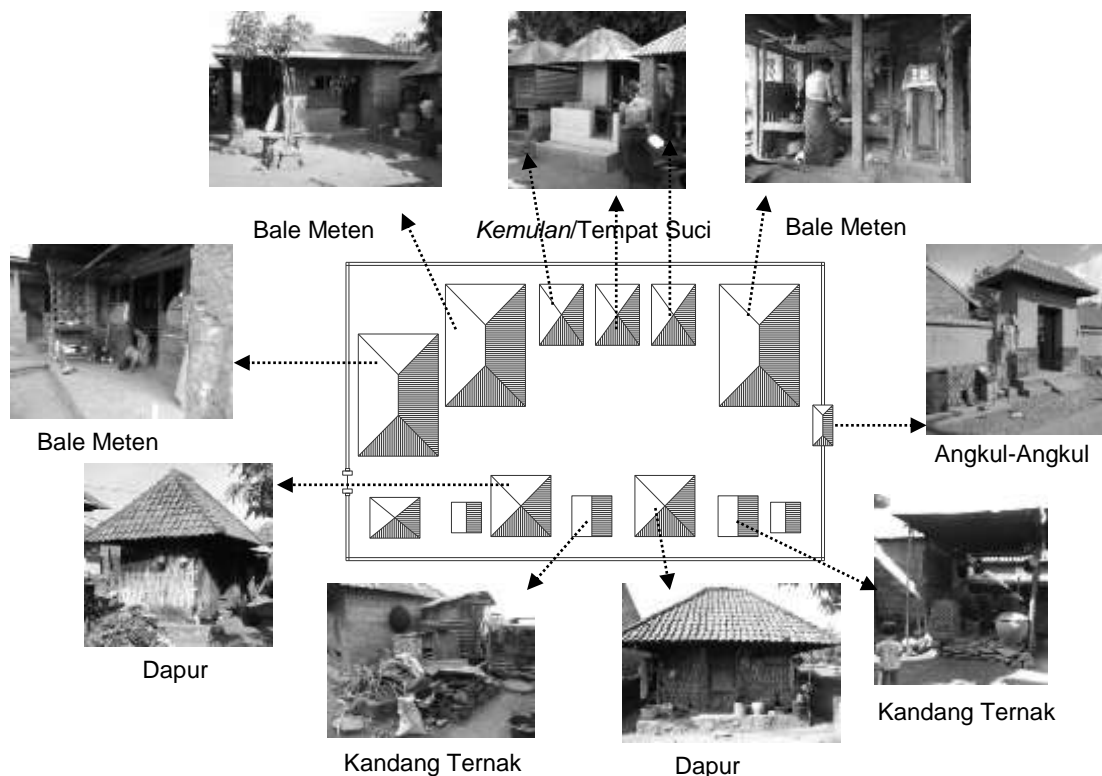 Bale Meten
Kemulan/Tempat Suci
Bale Meten
Bale Meten
Angkul-Angkul
Dapur
Kandang Ternak
Kandang Ternak
Dapur